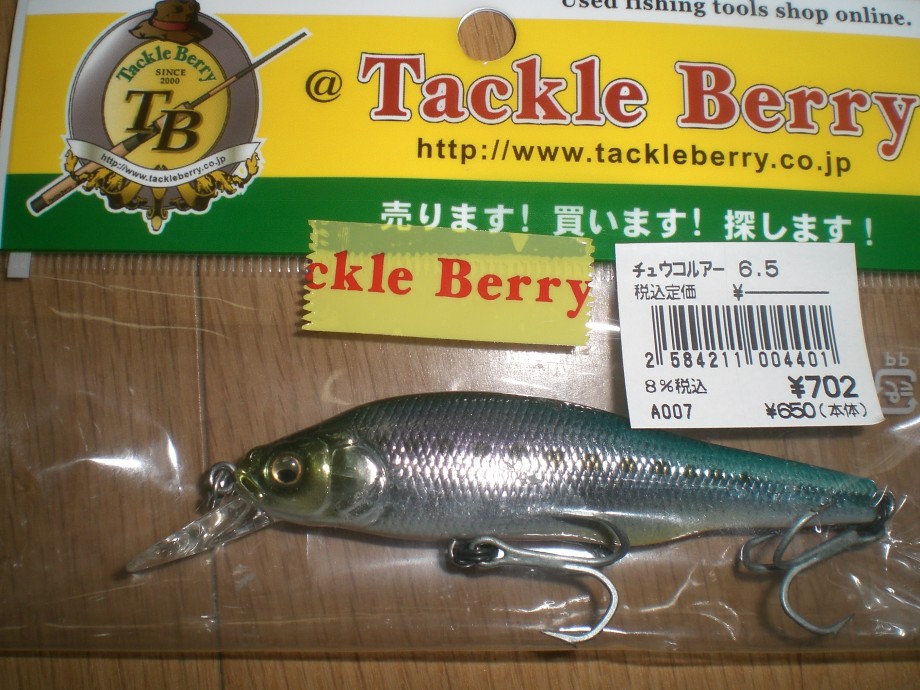 Used fishing tools shop online.
Tackle Berry
SINCE
2000
TB
http://www.tackleberry.co.jp
@ Tackle Berry
http://www.tackleberry.co.jp
売ります! 買います! 探します!
ckle Berry
チュウコルアー 6.5
税込定価 ¥
2 584211 004401
8%税込 ¥702
A007 ¥650(本体)
PP